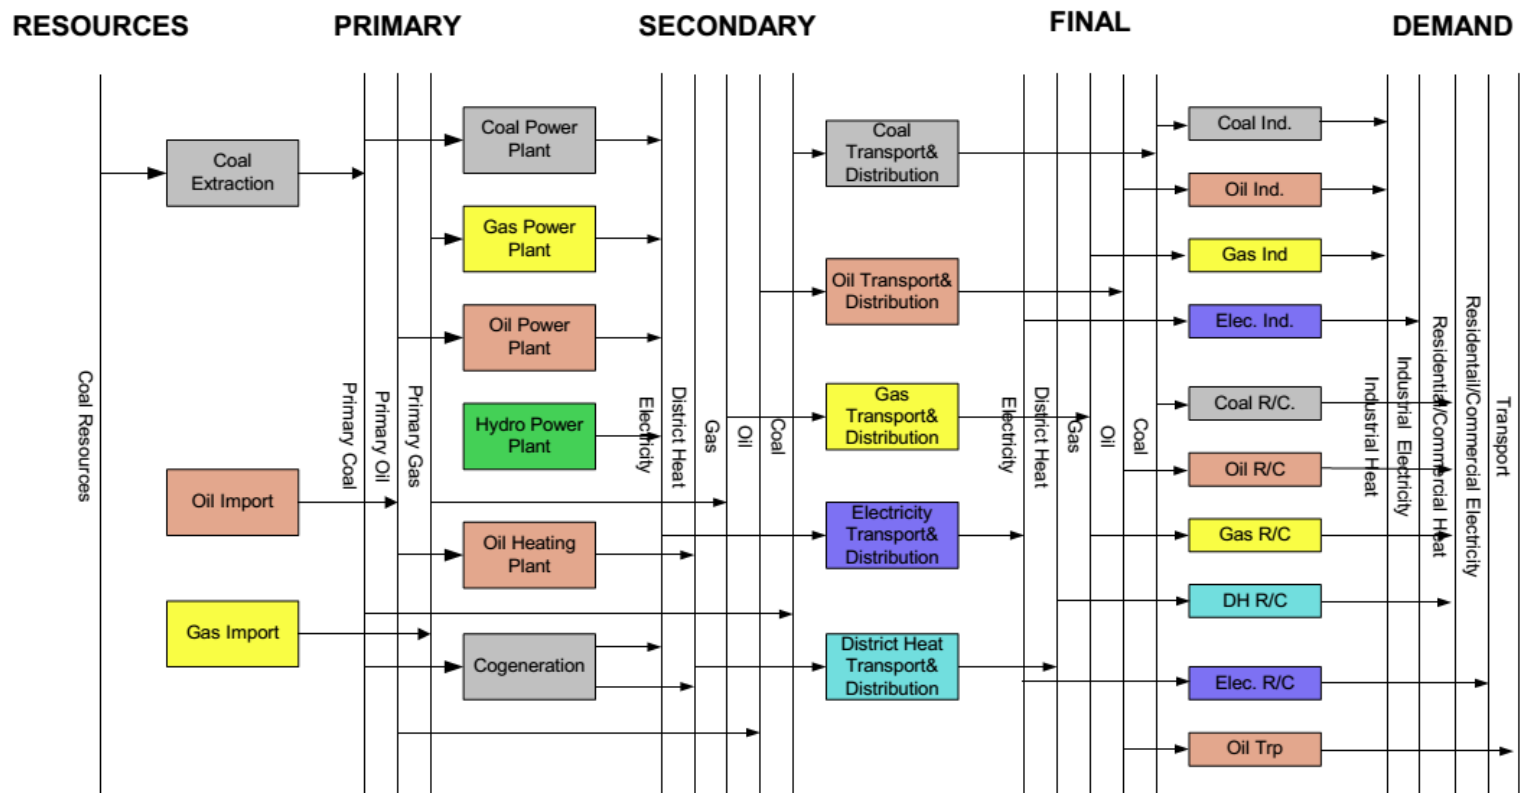 RESOURCES
PRIMARY
SECONDARY
FINAL
DEMAND
Coal Resources
Coal
Extraction
Oil Import
Gas Import
Primary Coal
Primary Oil
Primary Gas
Coal Power
Plant
Gas Power
Plant
Oil Power
Plant
Hydro Power
Plant
Oil Heating
Plant
Cogeneration
Electricity
District Heat
Gas
Oil
Coal
Coal
Transport&
Distribution
Oil Transport&
Distribution
Gas
Transport&
Distribution
Electricity
Transport&
Distribution
District Heat
Transport&
Distribution
Electricity
District Heat
Gas
Oil
Coal
Coal Ind.
Oil Ind.
Gas Ind
Elec. Ind.
Coal R/C.
Oil R/C
Gas R/C
DH R/C
Elec. R/C
Oil Trp
Industrial Heat
Industrial Electricity
Residential/Commercial Heat
Residentail/Commercial Electricity
Transport